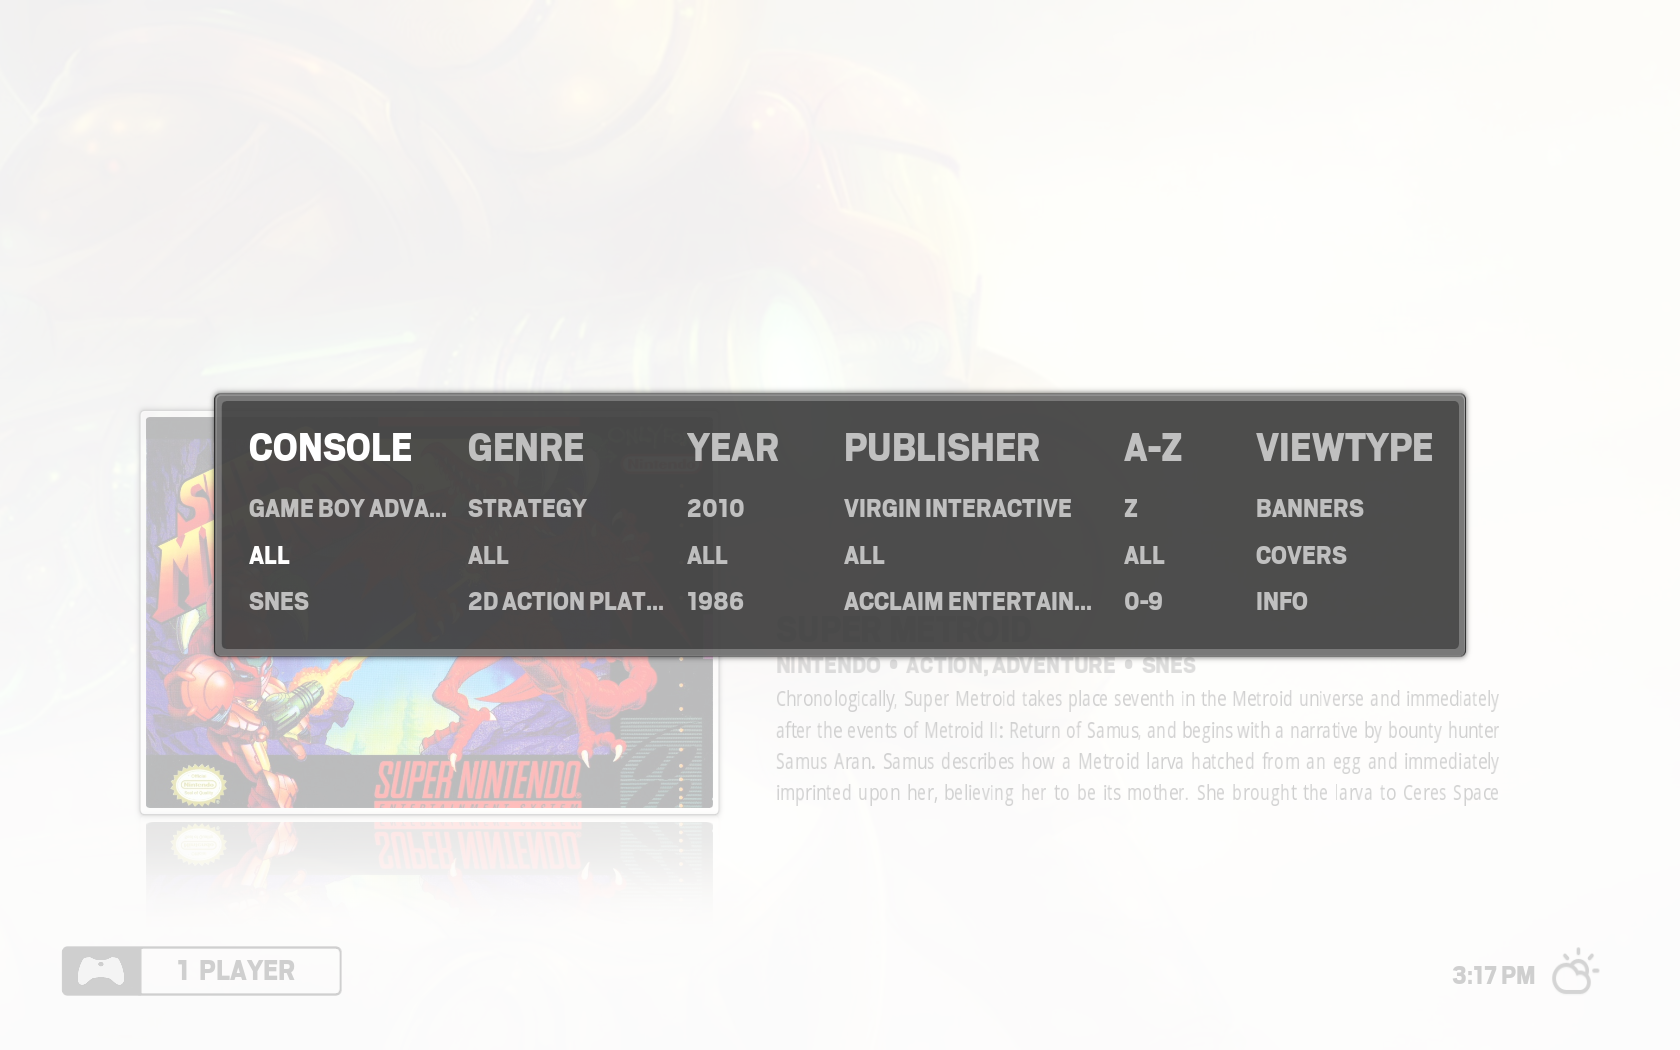 CONSOLE GENRE YEAR PUBLISHER A-Z VIEWTYPE
GAME BOY ADVA... STRATEGY 2010 VIRGIN INTERACTIVE Z BANNERS
ALL ALL ALL ALL ALL COVERS
SNES 2D ACTION PLAT... 1986 ACCLAIM ENTERTAIN... 0-9 INFO
SUPER METROID
NINTENDO • ACTION, ADVENTURE • SNES
Chronologically, Super Metroid takes place seventh in the Metroid universe and immediately
after the events of Metroid II: Return of Samus, and begins with a narrative by bounty hunter
Samus Aran. Samus describes how a Metroid larva hatched from an egg and immediately
imprinted upon her, believing her to be its mother. She brought the larva to Ceres Space
SUPER NINTENDO
1 PLAYER
3:17 PM